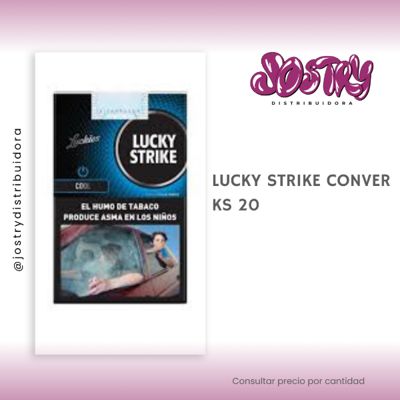 JOSTRY
DISTRIBUIDORA
@jostrydistribuidora
Luckies
LUCKY
STRIKE
COOL
EL HUMO DE TABACO
PRODUCE ASMA EN LOS NIÑOS
LUCKY STRIKE CONVER
KS 20
Consultar precio por cantidad